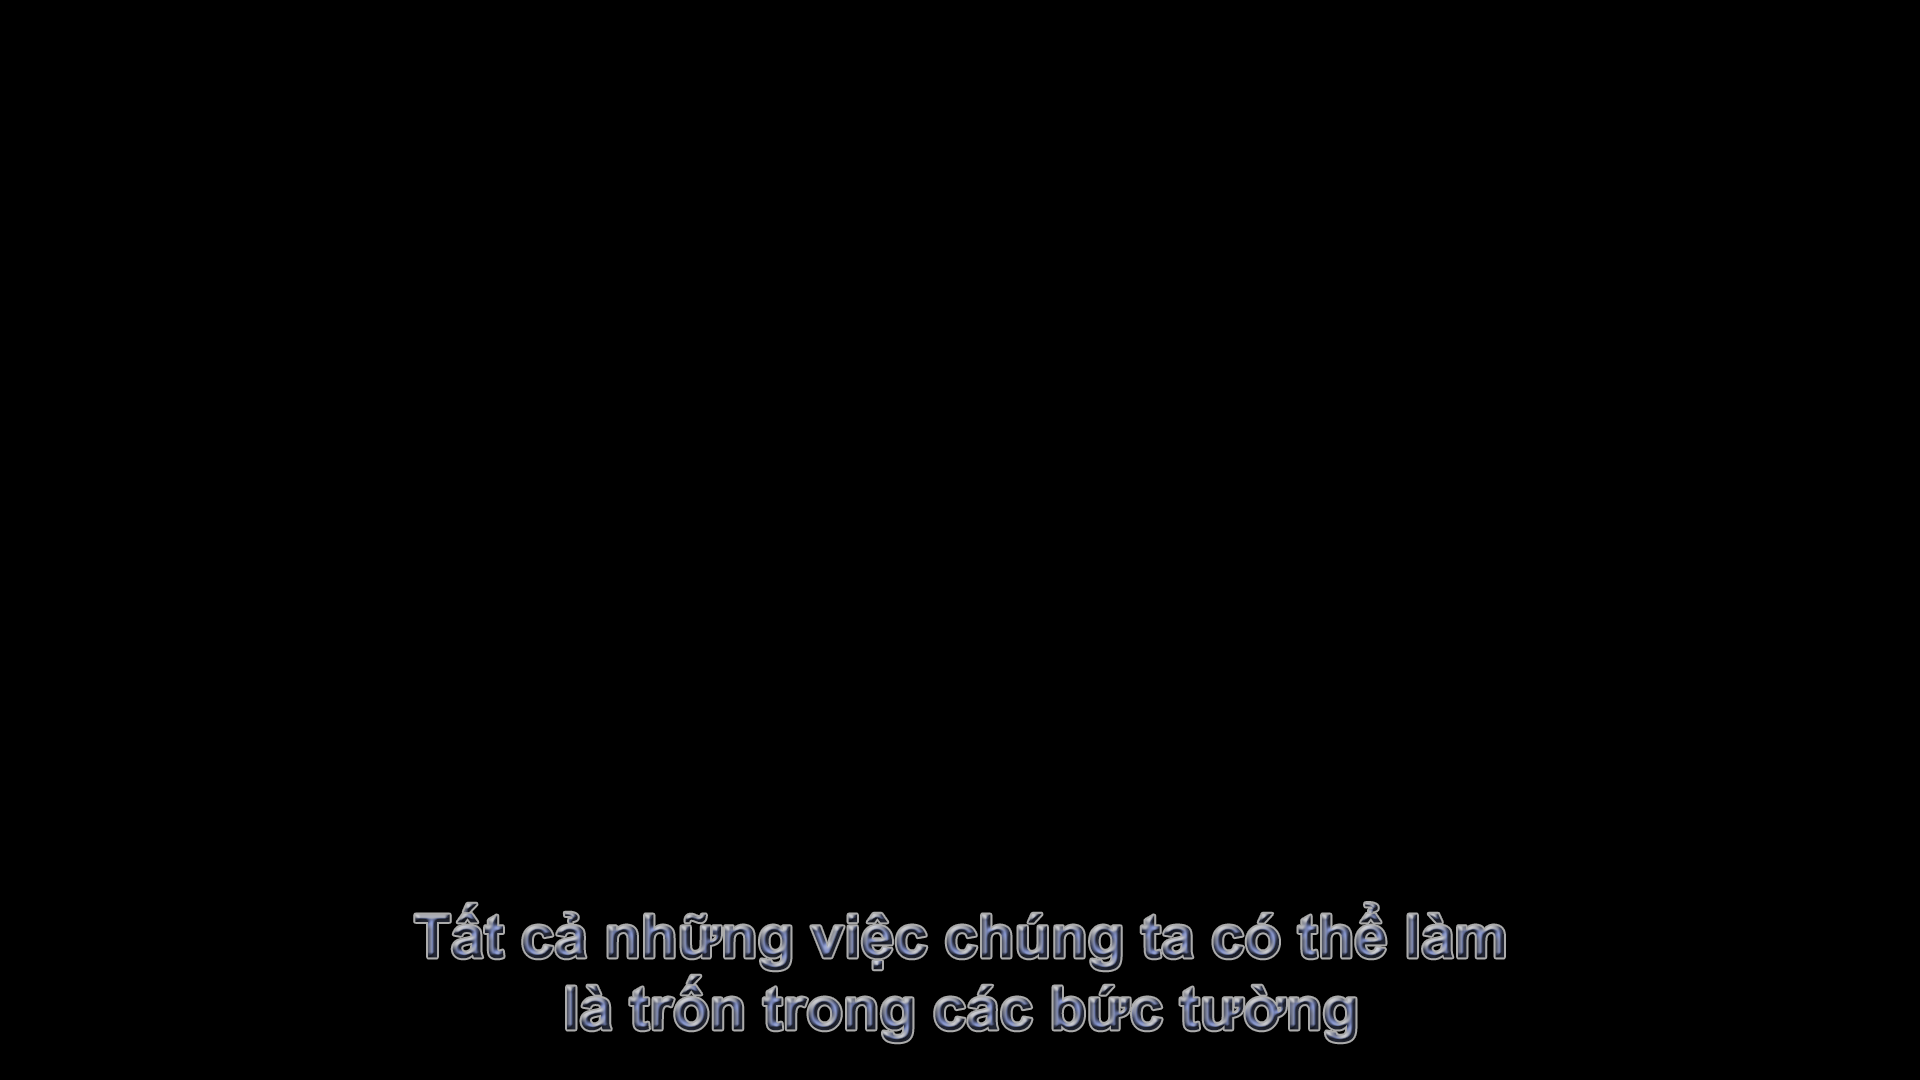 Tất cả những việc chúng ta có thể làm
là trốn trong các bức tường